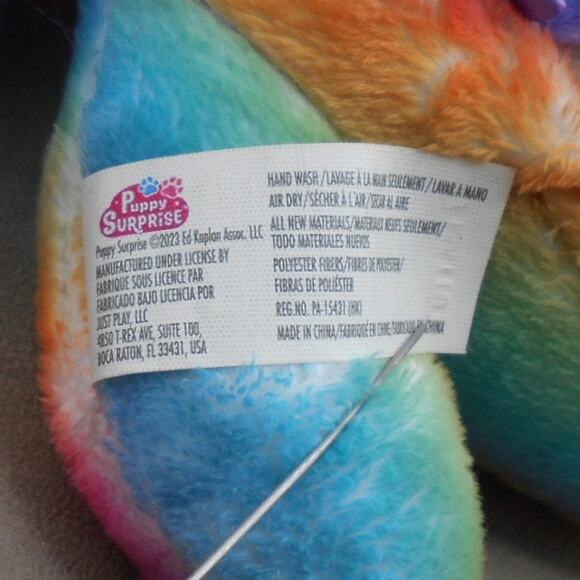 Puppy
SURPRISE
Puppy Surprise ©2023 Ed Kaplan Assoc. LLC
MANUFACTURED UNDER LICENSE BY
FABRIQUÉ SOUS LICENCE PAR
FABRICADO BAJO LICENCIA POR
JUST PLAY, LLC
4850 T-REX AVE, SUITE 100,
BOCA RATON, FL 33431, USA
HAND WASH/LAVAGE À LA MAIN SEULEMENT/LAVAR A MANO
AIR DRY/SÉCHER À L'AIR/SECAR AL AIRE
ALL NEW MATERIALS/MATERIAUX NEUFS SEULEMENT/
TODO MATERIALES NUEVOS
POLYESTER FIBERS/FIBRES DE POLYESTER/
FIBRAS DE POLIÉSTER
REG.NO. PA-15431 (HK)
MADE IN CHINA/FABRIQUÉ EN CHINE/FABRICADO EN CHINA